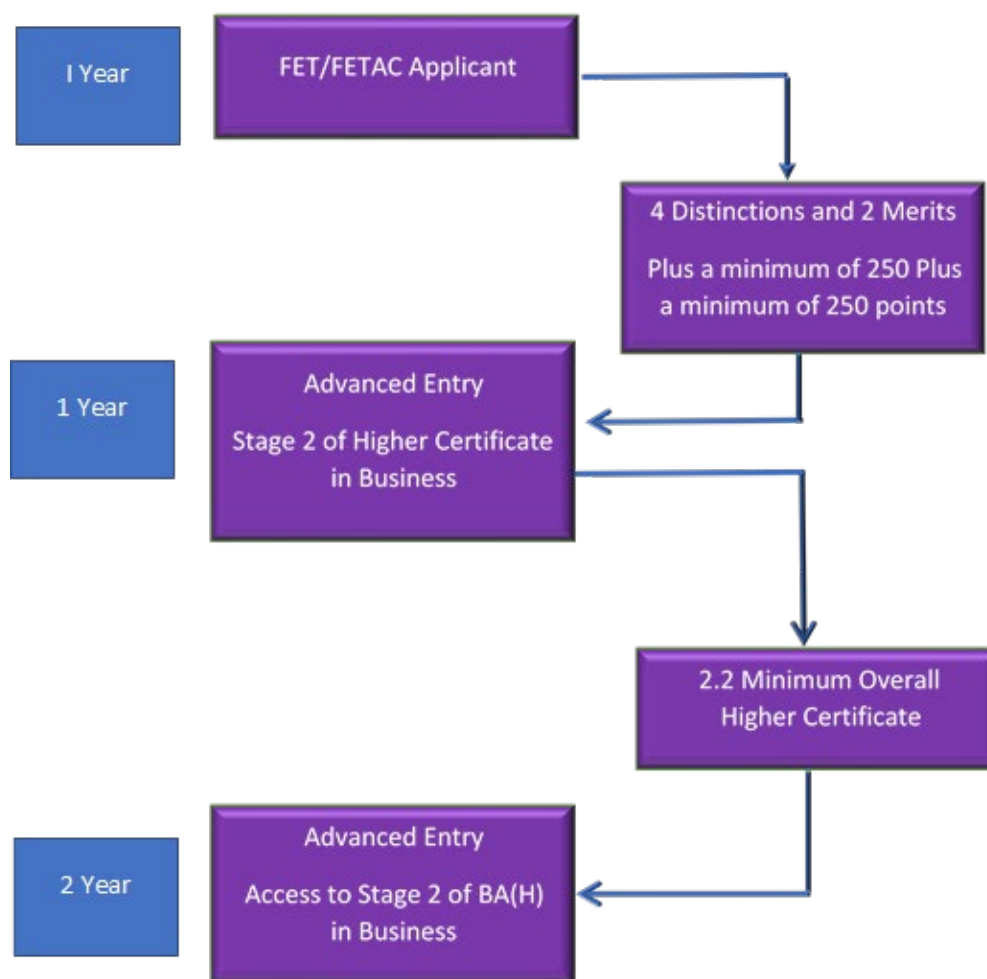 I Year
FET/FETAC Applicant
4 Distinctions and 2 Merits
Plus a minimum of 250 Plus
a minimum of 250 points
1 Year
Advanced Entry
Stage 2 of Higher Certificate
in Business
2.2 Minimum Overall
Higher Certificate
2 Year
Advanced Entry
Access to Stage 2 of BA(H)
in Business